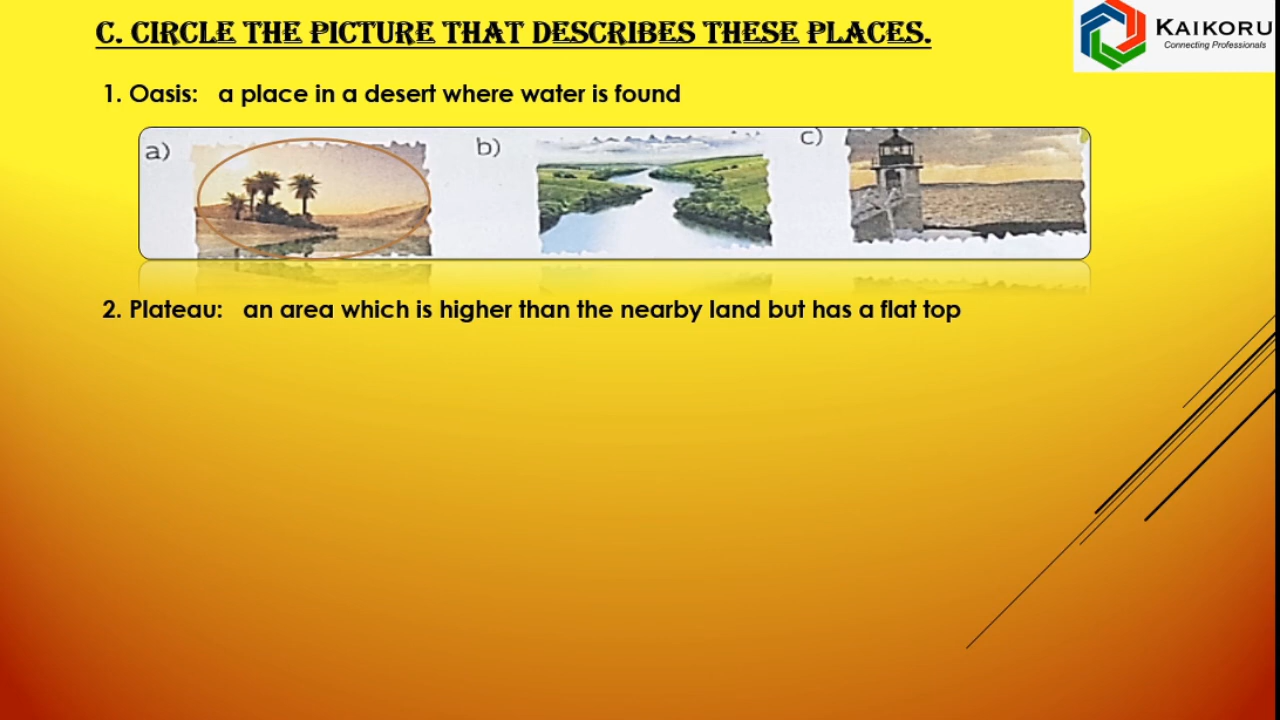 C. CIRCLE THE PICTURE THAT DESCRIBES THESE PLACES.
KAIKORU
Connecting Professionals
1. Oasis: a place in a desert where water is found
a)
b)
c)
2. Plateau: an area which is higher than the nearby land but has a flat top